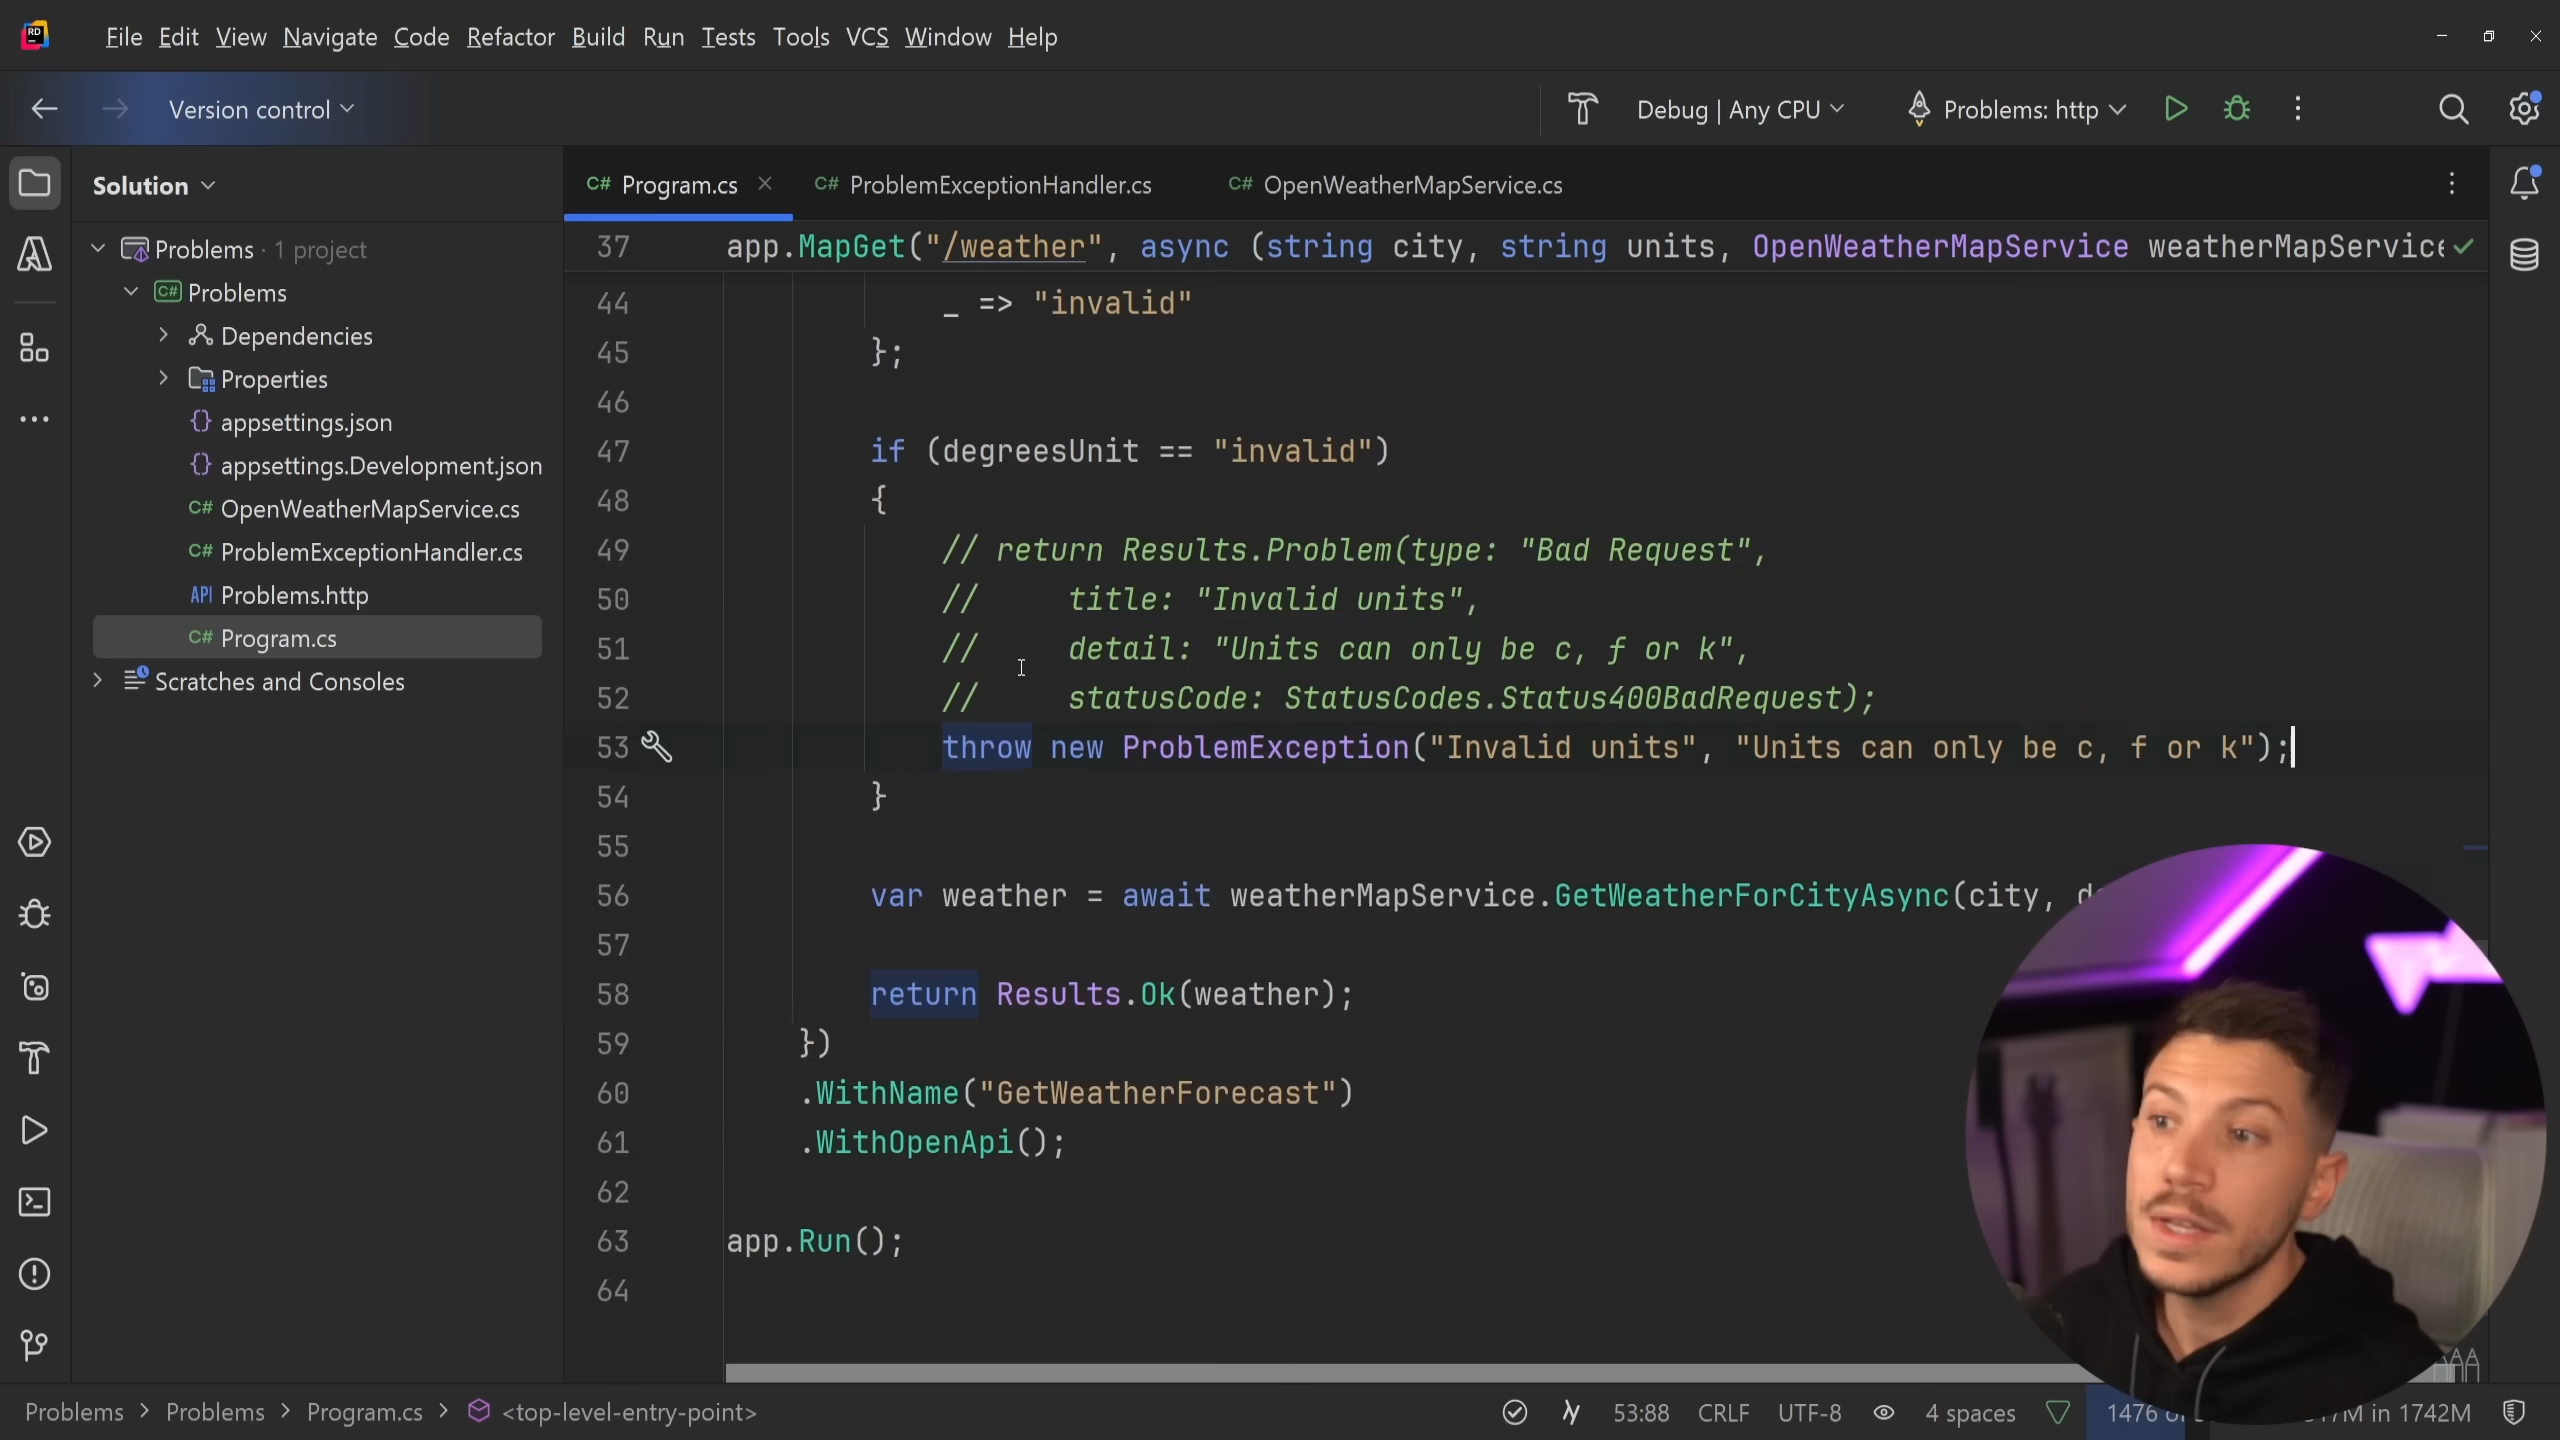 File Edit View Navigate Code Refactor Build Run Tests Tools VCS Window Help
Version control
Debug | Any CPU
Problems: http
Solution
C# Program.cs
C# ProblemExceptionHandler.cs
C# OpenWeatherMapService.cs
Problems · 1 project
C# Problems
Dependencies
Properties
{} appsettings.json
{} appsettings.Development.json
C# OpenWeatherMapService.cs
C# ProblemExceptionHandler.cs
API Problems.http
C# Program.cs
Scratches and Consoles
37 app.MapGet("/weather", async (string city, string units, OpenWeatherMapService weatherMapService
44 _ => "invalid"
45 };
46
47 if (degreesUnit == "invalid")
48 {
49 // return Results.Problem(type: "Bad Request",
50 //     title: "Invalid units",
51 //     detail: "Units can only be c, f or k",
52 //     statusCode: StatusCodes.Status400BadRequest);
53 throw new ProblemException("Invalid units", "Units can only be c, f or k");
54 }
55
56 var weather = await weatherMapService.GetWeatherForCityAsync(city,
57
58 return Results.Ok(weather);
59 })
60 .WithName("GetWeatherForecast")
61 .WithOpenApi();
62
63 app.Run();
64
Problems > Problems > Program.cs > <top-level-entry-point>
53:88 CRLF UTF-8 4 spaces 1476 in 1742M